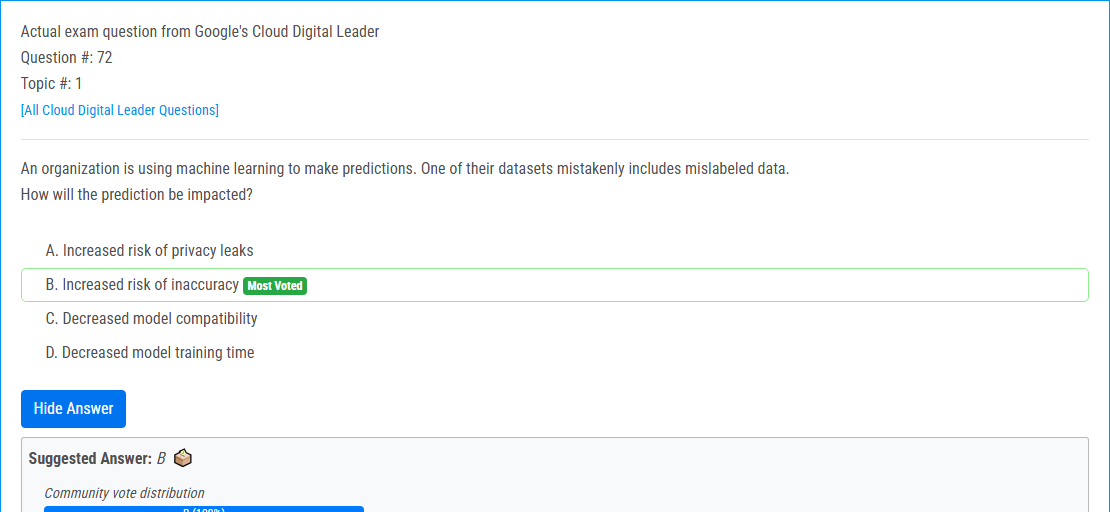 Actual exam question from Google's Cloud Digital Leader
Question #: 72
Topic #: 1
[All Cloud Digital Leader Questions]
An organization is using machine learning to make predictions. One of their datasets mistakenly includes mislabeled data.
How will the prediction be impacted?
A. Increased risk of privacy leaks
B. Increased risk of inaccuracy Most Voted
C. Decreased model compatibility
D. Decreased model training time
Hide Answer
Suggested Answer: B
Community vote distribution
B (100%)